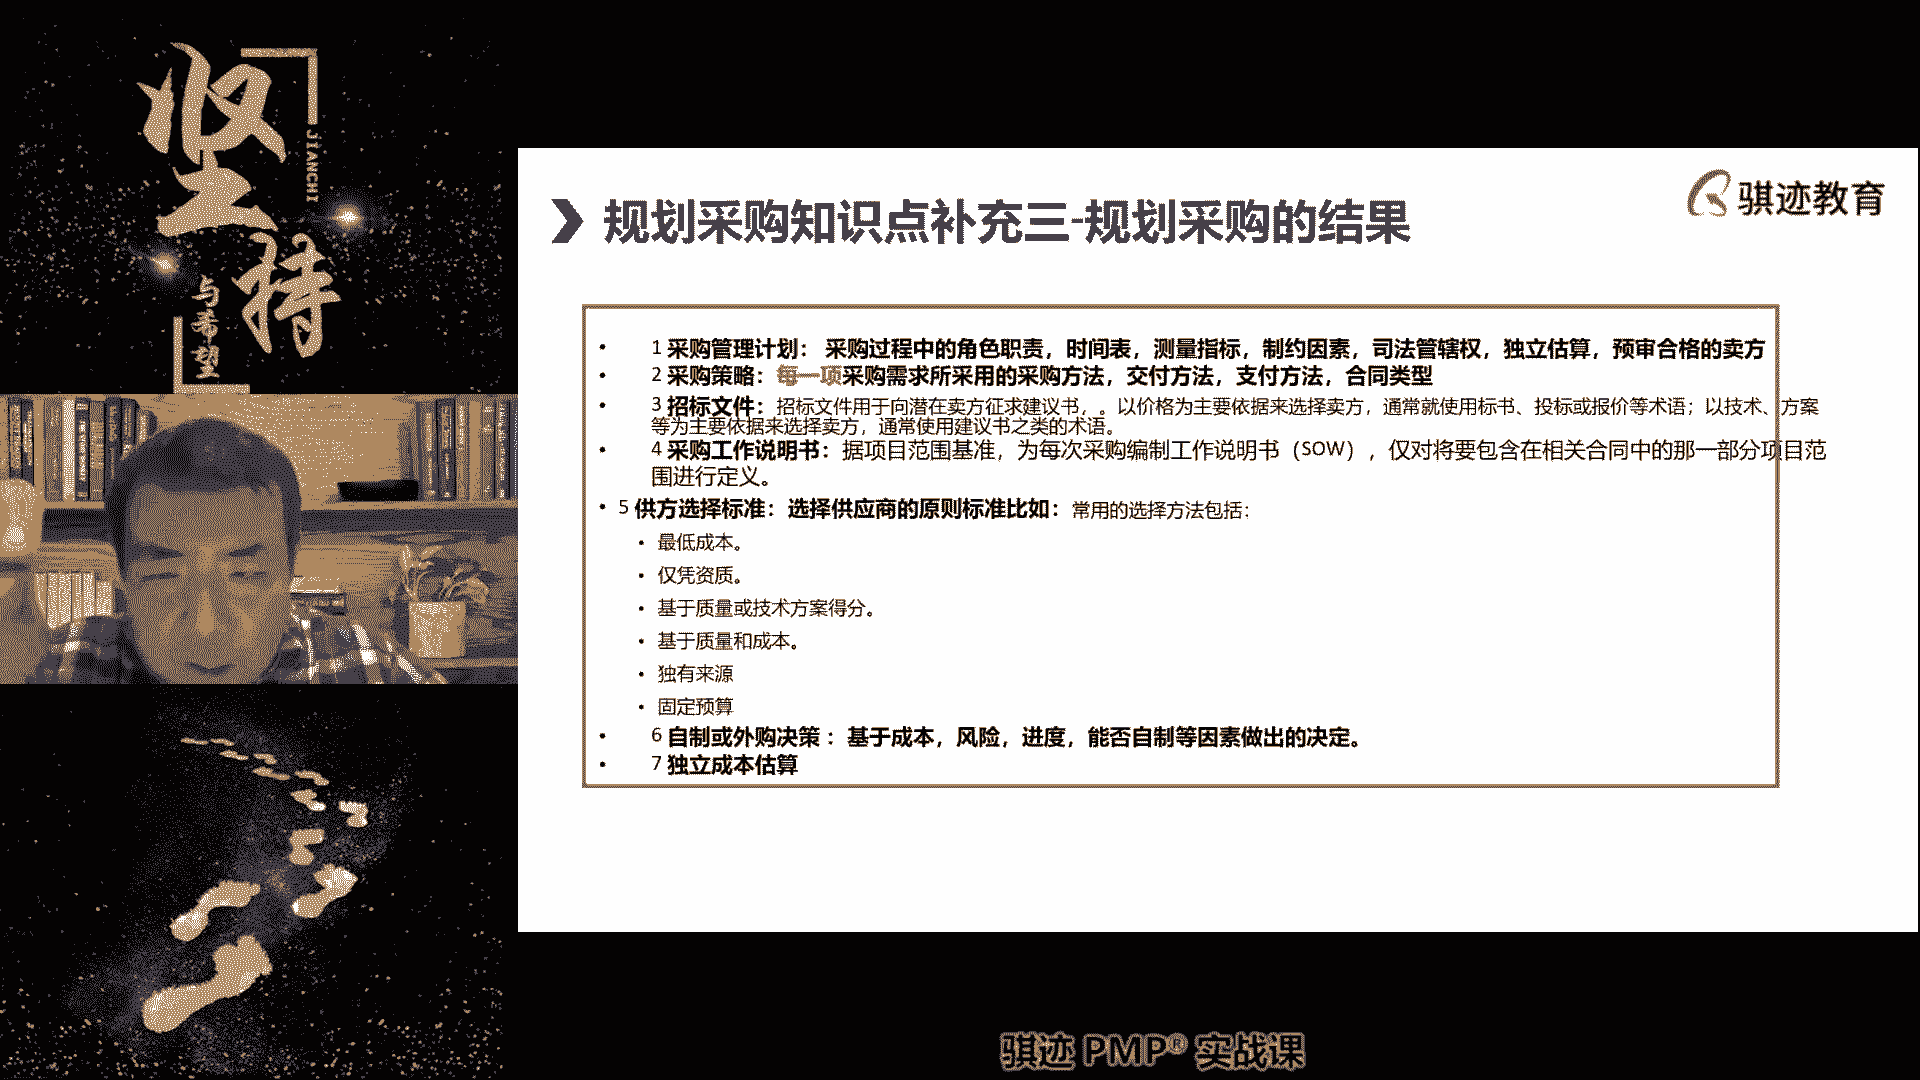 坚持
JIANCHI
与希望
骐迹教育
规划采购知识点补充三-规划采购的结果
• 1 采购管理计划： 采购过程中的角色职责，时间表，测量指标，制约因素，司法管辖权，独立估算，预审合格的卖方
• 2 采购策略：每一项采购需求所采用的采购方法，交付方法，支付方法，合同类型
• 3 招标文件：招标文件用于向潜在卖方征求建议书，。以价格为主要依据来选择卖方，通常就使用标书、投标或报价等术语；以技术、方案
等为主要依据来选择卖方，通常使用建议书之类的术语。
• 4 采购工作说明书：据项目范围基准，为每次采购编制工作说明书（SOW），仅对将要包含在相关合同中的那一部分项目范
围进行定义。
• 5 供方选择标准：选择供应商的原则标准比如：常用的选择方法包括：
• 最低成本。
• 仅凭资质。
• 基于质量或技术方案得分。
• 基于质量和成本。
• 独有来源
• 固定预算
• 6 自制或外购决策 ：基于成本，风险，进度，能否自制等因素做出的决定。
• 7 独立成本估算
骐迹 PMP® 实战课